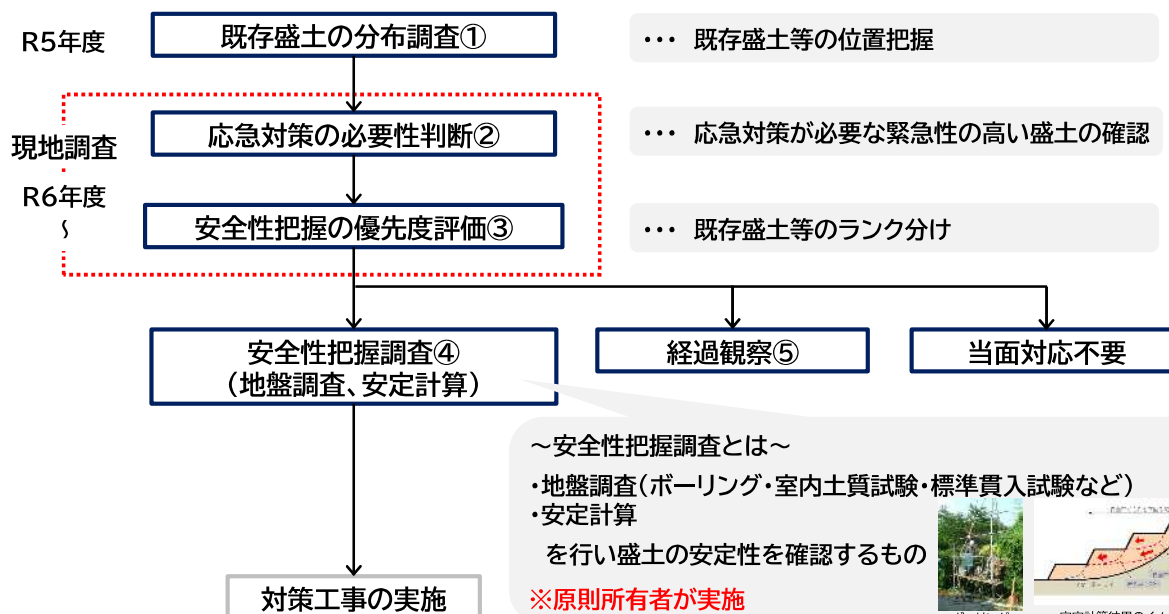 R5年度
既存盛土の分布調査①
・・・ 既存盛土等の位置把握
現地調査
応急対策の必要性判断②
・・・ 応急対策が必要な緊急性の高い盛土の確認
R6年度
～
安全性把握の優先度評価③
・・・ 既存盛土等のランク分け
安全性把握調査④
（地盤調査、安定計算）
経過観察⑤
当面対応不要
～安全性把握調査とは～
・地盤調査（ボーリング・室内土質試験・標準貫入試験など）
・安定計算
を行い盛土の安定性を確認するもの
※原則所有者が実施
対策工事の実施